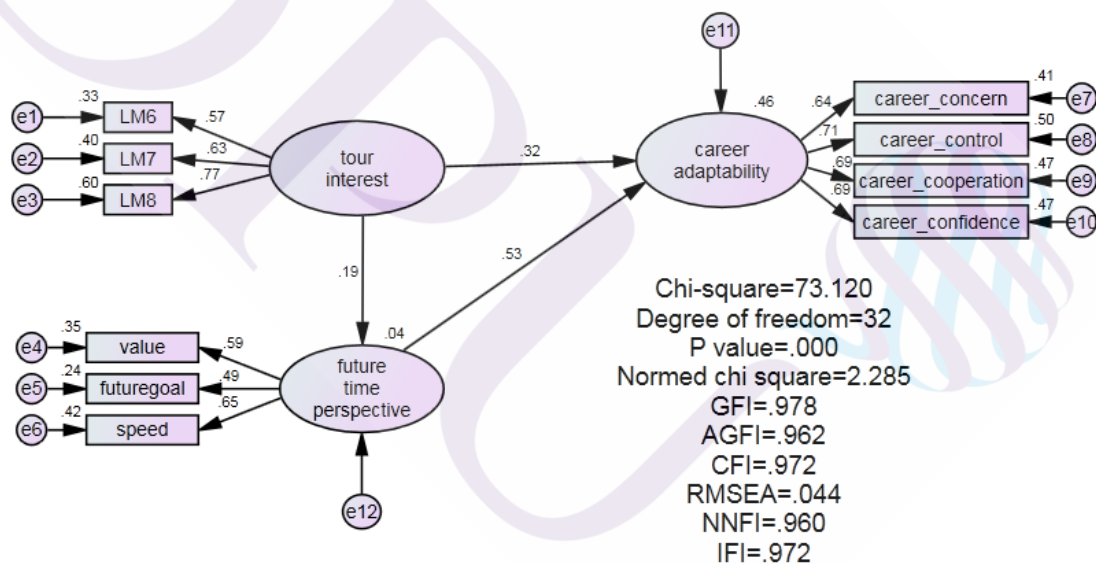 e11
.46
.41
.64
career_concern
e7
.50
.71
career_control
e8
.47
.69
career_cooperation
e9
.47
.69
career_confidence
e10
career
adaptability
.33
e1
LM6
.57
.40
e2
LM7
.63
.60
e3
LM8
.77
tour
interest
.32
.19
.53
.35
e4
value
.59
.24
e5
futuregoal
.49
.42
e6
speed
.65
.04
future
time
perspective
e12
Chi-square=73.120
Degree of freedom=32
P value=.000
Normed chi square=2.285
GFI=.978
AGFI=.962
CFI=.972
RMSEA=.044
NNFI=.960
IFI=.972